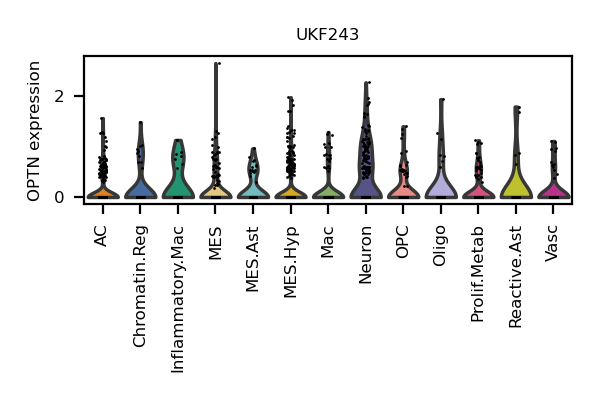 UKF243
OPTN expression
2
0
AC
Chromatin.Reg
Inflammatory.Mac
MES
MES.Ast
MES.Hyp
Mac
Neuron
OPC
Oligo
Prolif.Metab
Reactive.Ast
Vasc